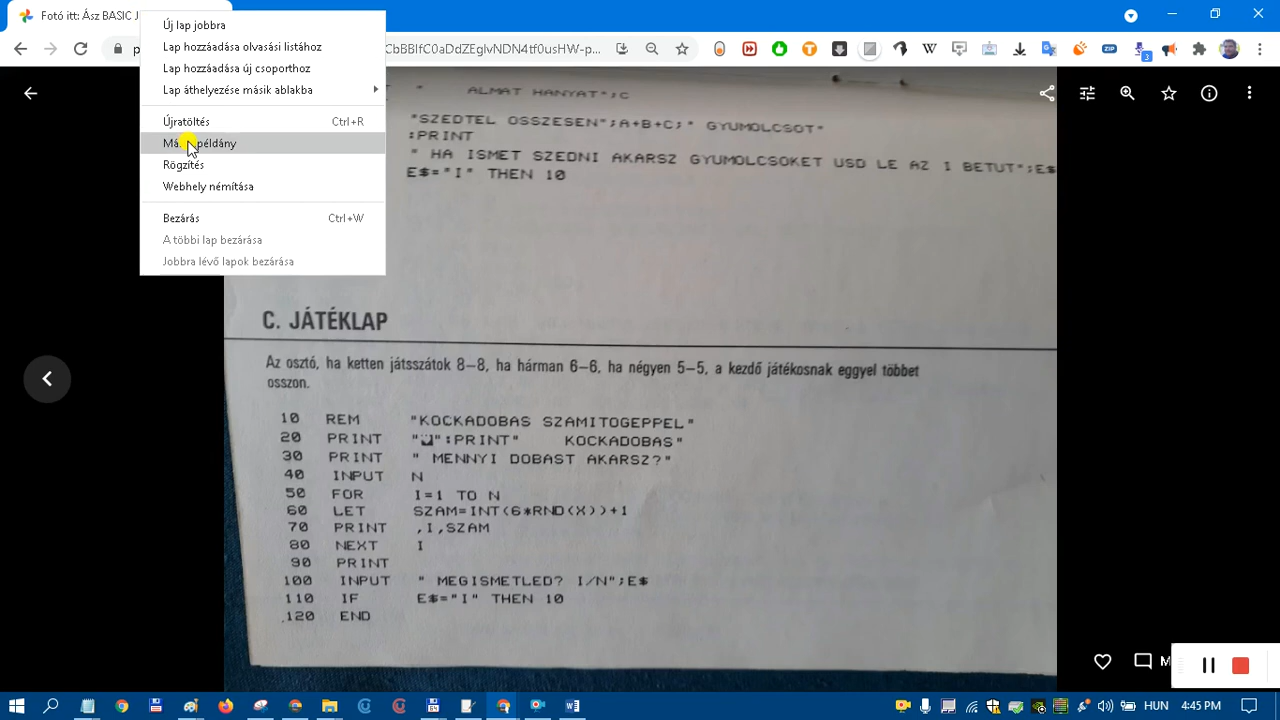 Fotó itt: Ász BASIC J
Új lap jobbra
Lap hozzáadása olvasási listához
Lap hozzáadása új csoporthoz
Lap áthelyezése másik ablakba
Újratöltés Ctrl+R
Rögzítés
Webhely némítása
Bezárás Ctrl+W
A többi lap bezárása
Jobbra lévő lapok bezárása
CbBBIfC0aDdZEglvNDN4tf0usHW-p...
" ALMAT HANYAT";C
"SZEDTEL OSSZESEN";A+B+C;" GYUMOLCSOT"
:PRINT
" HA ISMET SZEDNI AKARSZ GYUMOLCSOKET USD LE AZ I BETUT";E$
E$="I" THEN 10
C. JÁTÉKLAP
Az osztó, ha ketten játsszátok 8–8, ha hárman 6–6, ha négyen 5–5, a kezdő játékosnak eggyel többet
osszon.
10 REM "KOCKADOBAS SZAMITOGEPPEL"
20 PRINT " ":PRINT" KOCKADOBAS"
30 PRINT " MENNYI DOBAST AKARSZ?"
40 INPUT N
50 FOR I=1 TO N
60 LET SZAM=INT(6*RND(X))+1
70 PRINT ,I,SZAM
80 NEXT I
90 PRINT
100 INPUT " MEGISMETLED? I/N";E$
110 IF E$="I" THEN 10
120 END
HUN 4:45 PM